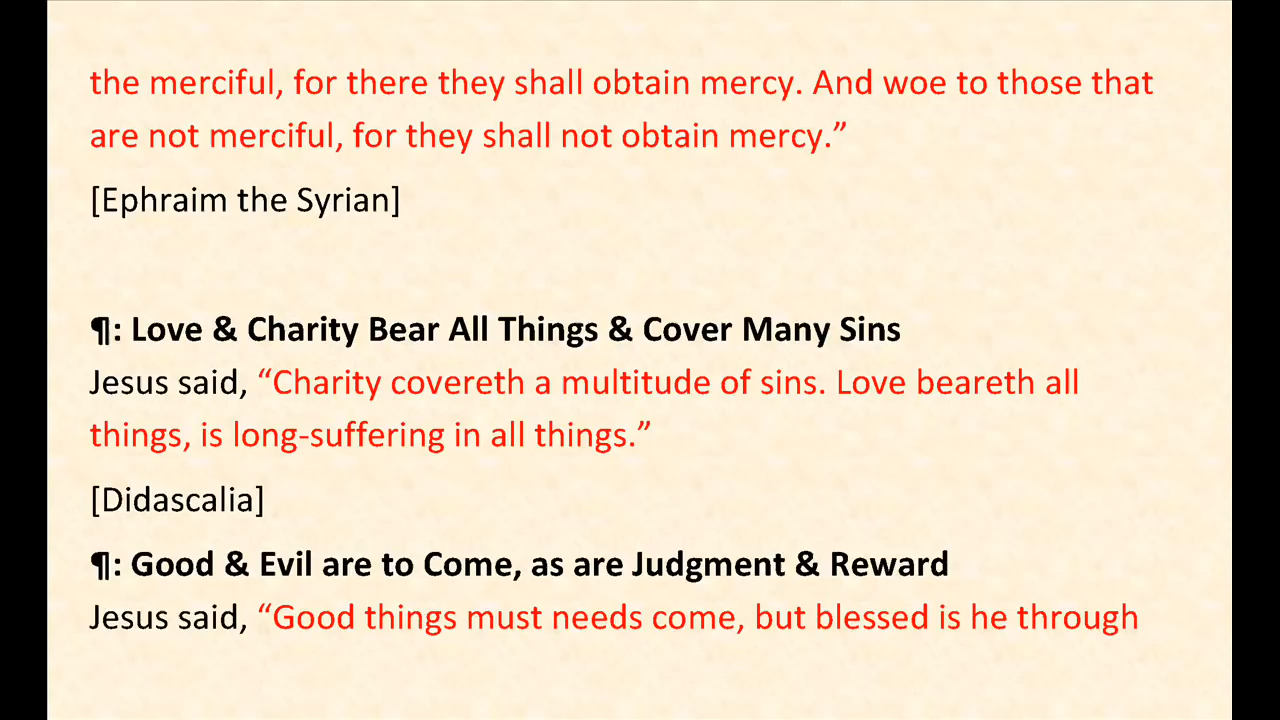 the merciful, for there they shall obtain mercy. And woe to those that
are not merciful, for they shall not obtain mercy.”
[Ephraim the Syrian]
¶: Love & Charity Bear All Things & Cover Many Sins
Jesus said, “Charity covereth a multitude of sins. Love beareth all
things, is long-suffering in all things.”
[Didascalia]
¶: Good & Evil are to Come, as are Judgment & Reward
Jesus said, “Good things must needs come, but blessed is he through